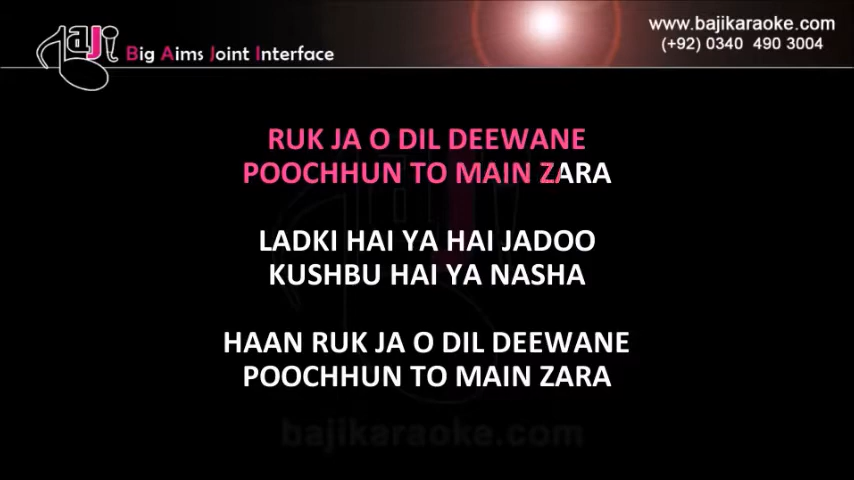 www.bajikaraoke.com
(+92) 0340 490 3004
baji Big Aims Joint Interface
RUK JA O DIL DEEWANE
POOCHHUN TO MAIN ZARA
LADKI HAI YA HAI JADOO
KUSHBU HAI YA NASHA
HAAN RUK JA O DIL DEEWANE
POOCHHUN TO MAIN ZARA
bajikaraoke.com